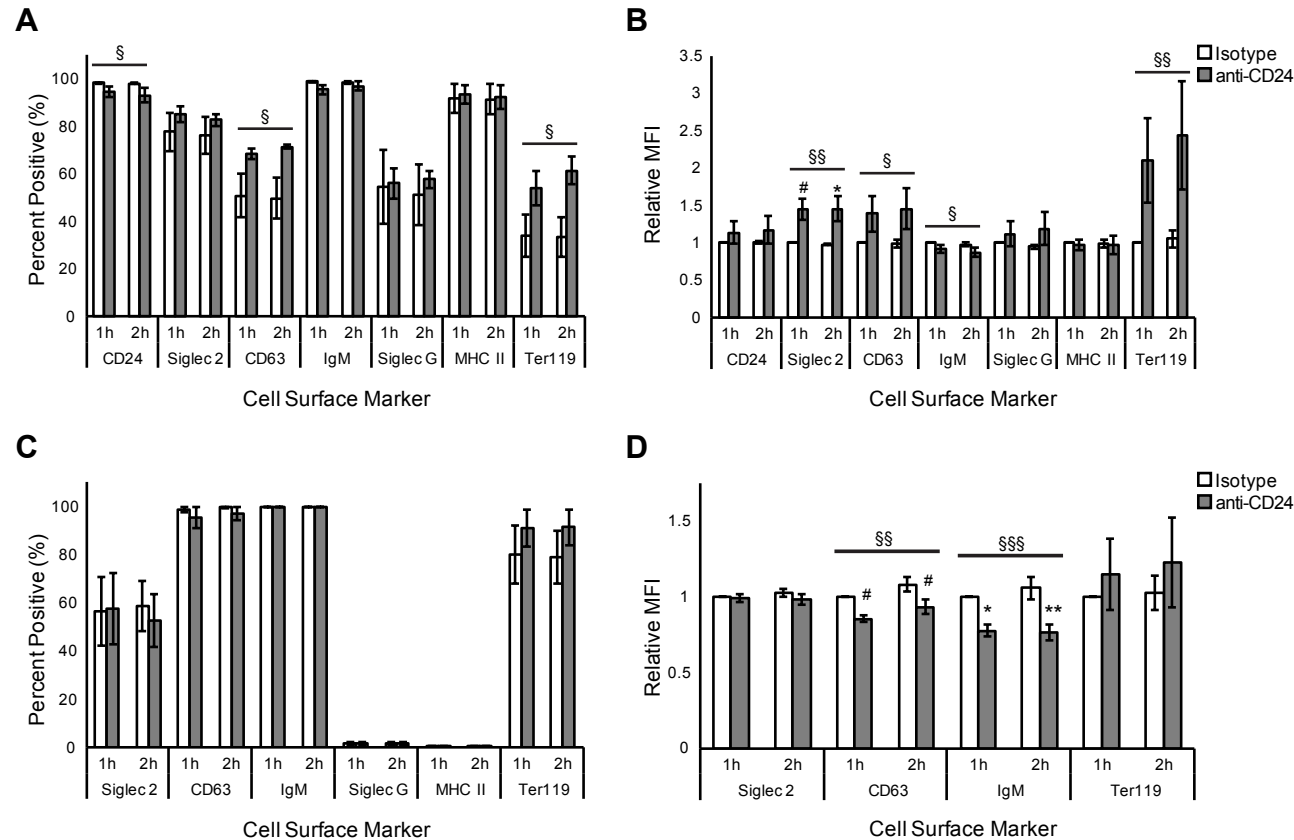 A
Percent Positive (%)
100
80
60
40
20
0
§
§
§
1h 2h 1h 2h 1h 2h 1h 2h 1h 2h 1h 2h 1h 2h
CD24 Siglec 2 CD63 IgM Siglec G MHC II Ter119
Cell Surface Marker
B
Relative MFI
3.5
3
2.5
2
1.5
1
0.5
0
§§
# *
§
§
§§
Isotype
anti-CD24
1h 2h 1h 2h 1h 2h 1h 2h 1h 2h 1h 2h 1h 2h
CD24 Siglec 2 CD63 IgM Siglec G MHC II Ter119
Cell Surface Marker
C
Percent Positive (%)
100
80
60
40
20
0
1h 2h 1h 2h 1h 2h 1h 2h 1h 2h 1h 2h
Siglec 2 CD63 IgM Siglec G MHC II Ter119
Cell Surface Marker
D
Relative MFI
1.5
1
0.5
0
§§
# #
§§§
* **
Isotype
anti-CD24
1h 2h 1h 2h 1h 2h 1h 2h
Siglec 2 CD63 IgM Ter119
Cell Surface Marker